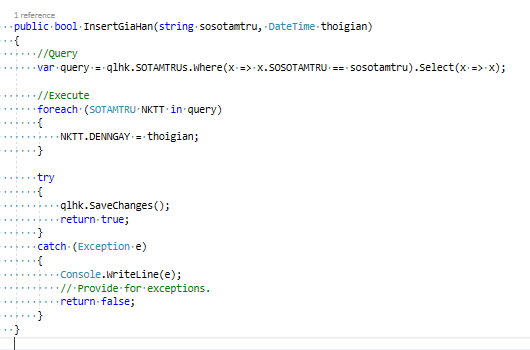 1 reference
public bool InsertGiaHan(string sosotamtru, DateTime thoigian)
{
//Query
var query = qlhk.SOTAMTRUs.Where(x => x.SOSOTAMTRU == sosotamtru).Select(x => x);
//Execute
foreach (SOTAMTRU NKTT in query)
{
NKTT.DENNGAY = thoigian;
}
try
{
qlhk.SaveChanges();
return true;
}
catch (Exception e)
{
Console.WriteLine(e);
// Provide for exceptions.
return false;
}
}